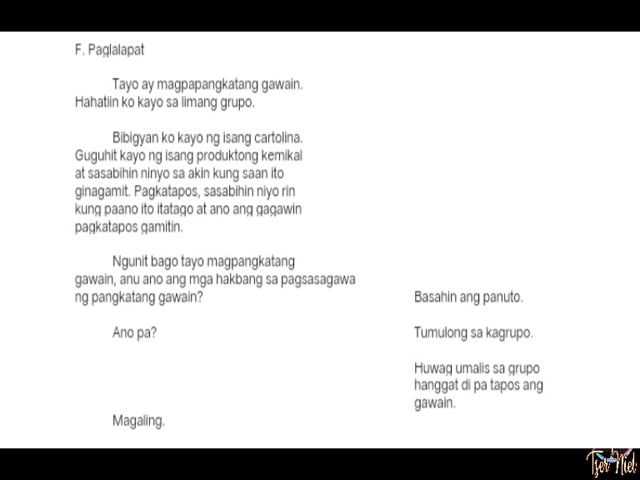 F. Paglalapat
Tayo ay magpapangkatang gawain.
Hahatiin ko kayo sa limang grupo.
Bibigyan ko kayo ng isang cartolina.
Guguhit kayo ng isang produktong kemikal
at sasabihin ninyo sa akin kung saan ito
ginagamit. Pagkatapos, sasabihin niyo rin
kung paano ito itatago at ano ang gagawin
pagkatapos gamitin.
Ngunit bago tayo magpangkatang
gawain, anu ano ang mga hakbang sa pagsasagawa
ng pangkatang gawain?
Basahin ang panuto.
Ano pa?
Tumulong sa kagrupo.
Huwag umalis sa grupo
hanggat di pa tapos ang
gawain.
Magaling.
Tser Niel